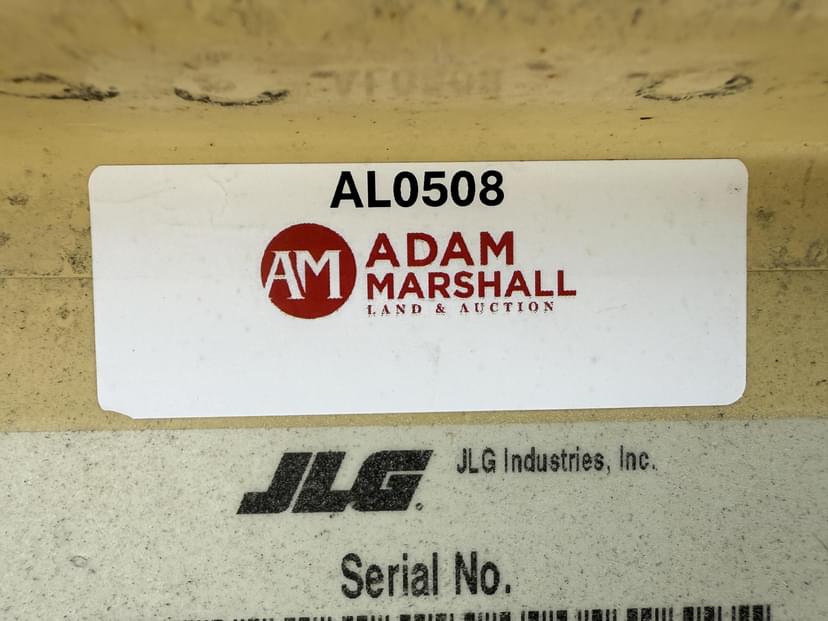 AL0508
AM
ADAM
MARSHALL
LAND & AUCTION
JLG
JLG Industries, Inc.
Serial No.